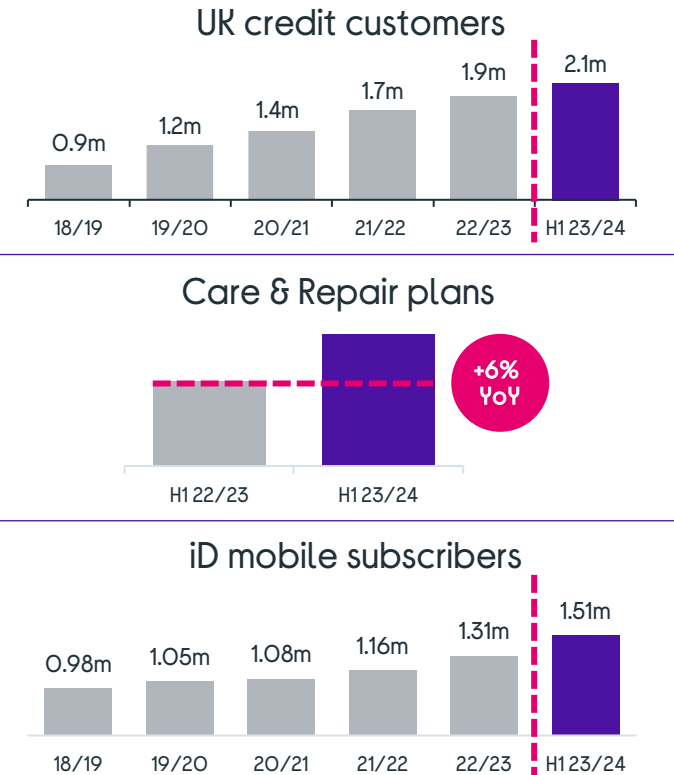 UK credit customers
0.9m
1.2m
1.4m
1.7m
1.9m
2.1m
18/19
19/20
20/21
21/22
22/23
H1 23/24
Care & Repair plans
+6%
YoY
H1 22/23
H1 23/24
iD mobile subscribers
0.98m
1.05m
1.08m
1.16m
1.31m
1.51m
18/19
19/20
20/21
21/22
22/23
H1 23/24